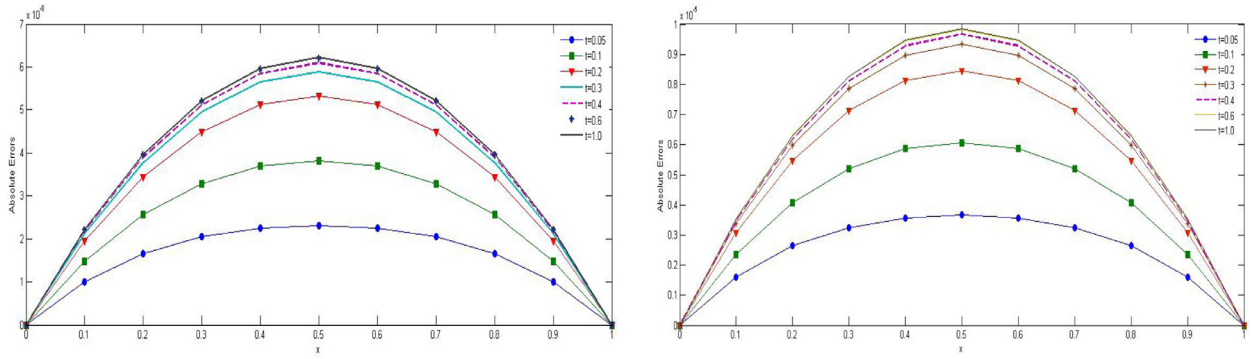 x 10⁻⁸
7
6
5
4
3
2
1
0
Absolute Errors
0 0.1 0.2 0.3 0.4 0.5 0.6 0.7 0.8 0.9 1
x
t=0.05
t=0.1
t=0.2
t=0.3
t=0.4
t=0.6
t=1.0
x 10⁻⁵
1
0.9
0.8
0.7
0.6
0.5
0.4
0.3
0.2
0.1
0
Absolute Errors
0 0.1 0.2 0.3 0.4 0.5 0.6 0.7 0.8 0.9 1
x
t=0.05
t=0.1
t=0.2
t=0.3
t=0.4
t=0.6
t=1.0